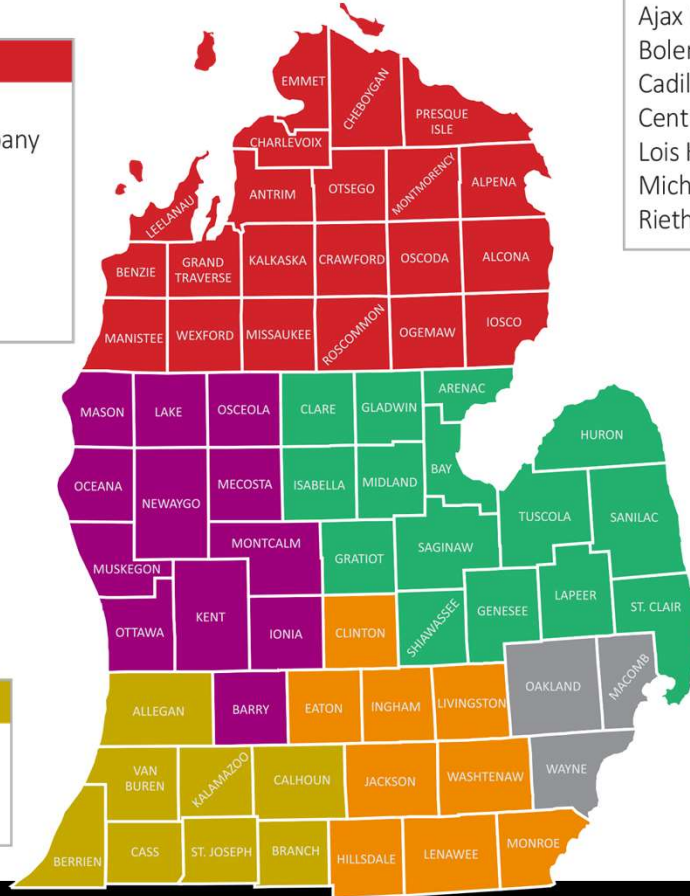 Ajax
Cadil
Cent
Lois H
Mich
Rieth
EMMET
CHEBOYGAN
PRESQUE
ISLE
CHARLEVOIX
LEELANAU
ANTRIM
OTSEGO
MONTMORENCY
ALPENA
BENZIE
GRAND
TRAVERSE
KALKASKA
CRAWFORD
OSCODA
ALCONA
MANISTEE
WEXFORD
MISSAUKEE
ROSCOMMON
OGEMAW
IOSCO
MASON
LAKE
OSCEOLA
CLARE
GLADWIN
ARENAC
HURON
OCEANA
NEWAYGO
MECOSTA
ISABELLA
MIDLAND
BAY
TUSCOLA
SANILAC
MUSKEGON
MONTCALM
GRATIOT
SAGINAW
OTTAWA
KENT
IONIA
CLINTON
SHIAWASSEE
GENESEE
LAPEER
ST. CLAIR
ALLEGAN
BARRY
EATON
INGHAM
LIVINGSTON
OAKLAND
MACOMB
VAN
BUREN
KALAMAZOO
CALHOUN
JACKSON
WASHTENAW
WAYNE
BERRIEN
CASS
ST. JOSEPH
BRANCH
HILLSDALE
LENAWEE
MONROE